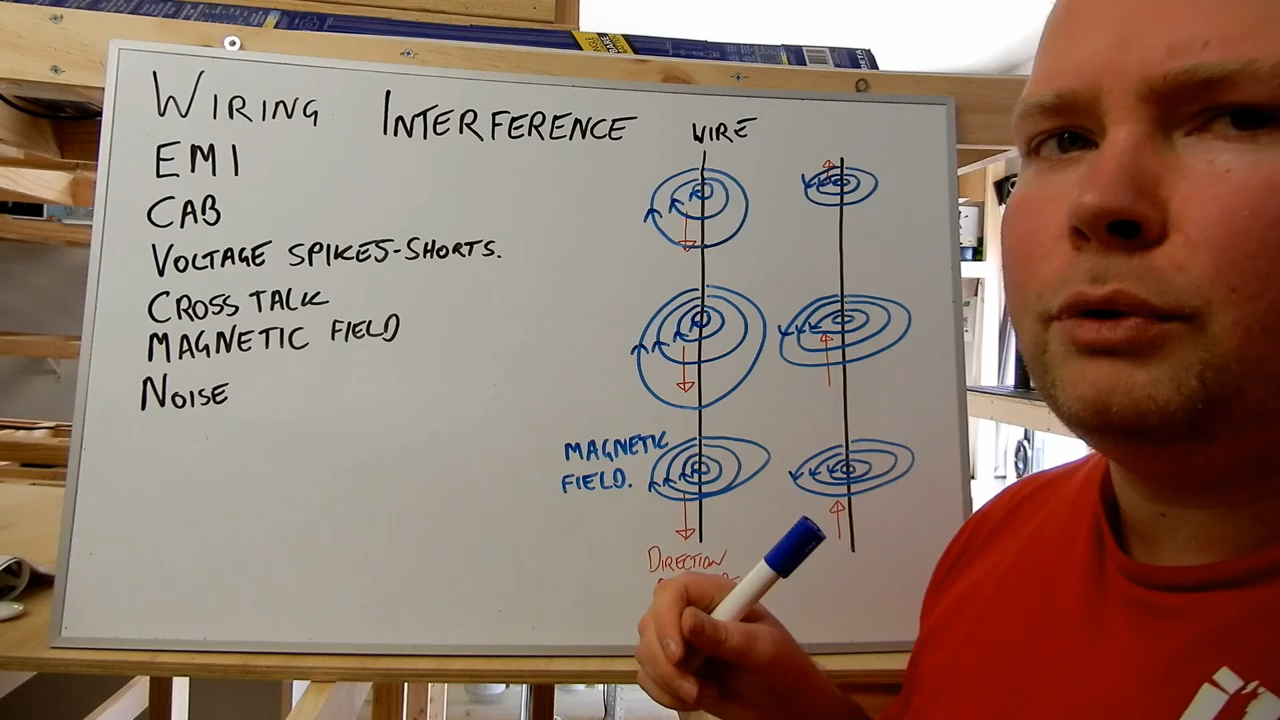 WIRING INTERFERENCE
WIRE
EMI
CAB
VOLTAGE SPIKES-SHORTS.
CROSS TALK
MAGNETIC FIELD
NOISE
MAGNETIC
FIELD.
DIRECTION